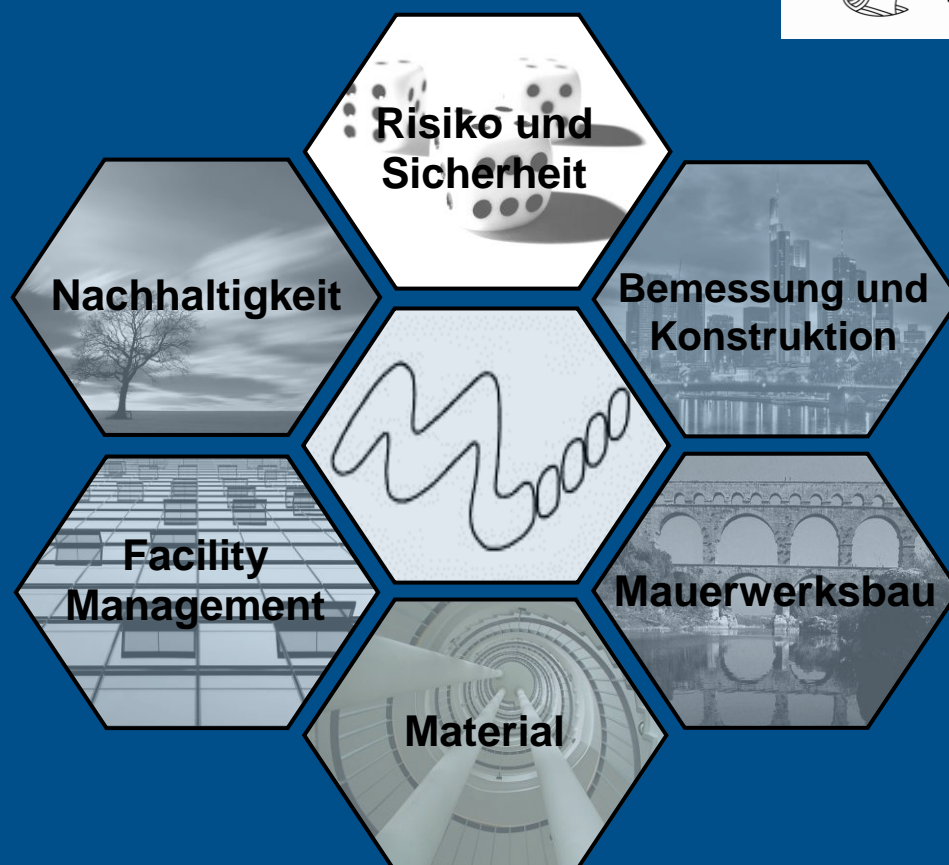 Risiko und
Sicherheit
Nachhaltigkeit
Bemessung und
Konstruktion
Facility
Management
Mauerwerksbau
Material